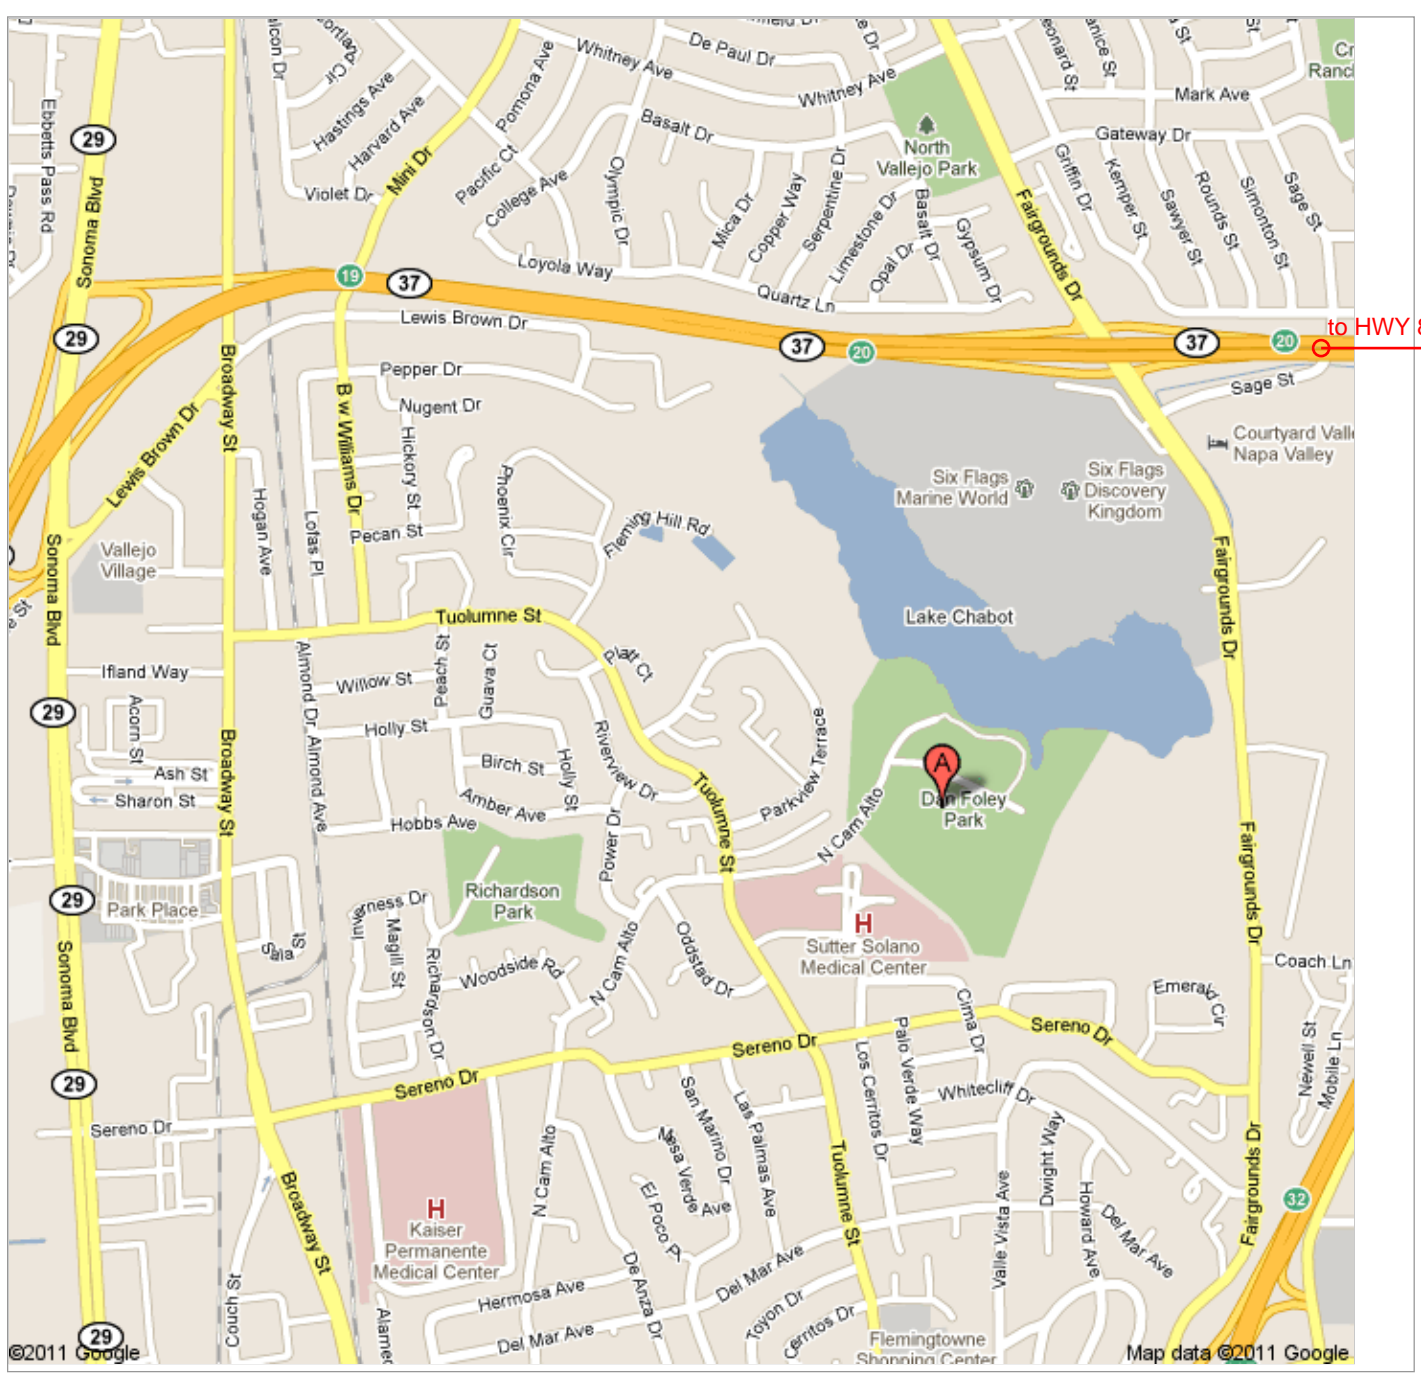 Whitney Ave
De Paul Dr
Whitney Ave
Mark Ave
Gateway Dr
Ebbetts Pass Rd
29
Hastings Ave
Harvard Ave
Pomona Ave
Basalt Dr
North
Vallejo Park
Griffin Dr
Kemper St
Sawyer St
Rounds St
Simonton St
Sage St
Violet Dr
Mini Dr
Pacific Ct
College Ave
Olympic Dr
Mica Dr
Copper Way
Serpentine Dr
Limestone Dr
Basalt Dr
Opal Dr
Gypsum Dr
Fairgrounds Dr
Sonoma Blvd
19
37
Loyola Way
Quartz Ln
Lewis Brown Dr
29
37
20
37
20
to HWY 8
Broadway St
Pepper Dr
Nugent Dr
Sage St
Lewis Brown Dr
B w Williams Dr
Hickory St
Courtyard Vall
Napa Valley
Six Flags
Marine World
Six Flags
Discovery
Kingdom
Hogan Ave
Lofas Pl
Phoenix Cir
Pecan St
Fleming Hill Rd
Vallejo
Village
Sonoma Blvd
Fairgrounds Dr
Tuolumne St
Lake Chabot
Ifland Way
Willow St
Peach St
Guava Ct
Platt Ct
Almond Dr
Almond Ave
29
Acorn St
Holly St
Riverview Dr
Parkview Terrace
Broadway St
Ash St
Birch St
Holly St
A
Sharon St
Amber Ave
Tuolumne St
Dan Foley
Park
Hobbs Ave
Power Dr
N Cam Alto
Fairgrounds Dr
29
Park Place
Richardson
Park
Inverness Dr
Magill St
Richardson Dr
H
Sutter Solano
Medical Center
Sala St
Sonoma Blvd
Woodside Rd
N Cam Alto
Oddstad Dr
Coach Ln
Emerald Cir
Cima Dr
Palo Verde Way
Sereno Dr
Sereno Dr
Newell St
Mobile Ln
29
Sereno Dr
Los Cerritos Dr
Whitecliff Dr
Sereno Dr
San Marino Dr
Las Palmas Ave
Mesa Verde Ave
Dwight Way
Fairgrounds Dr
N Cam Alto
Tuolumne St
Broadway St
H
Kaiser
Permanente
Medical Center
El Poco Pl
Valle Vista Ave
Howard Ave
Del Mar Ave
32
De Anza Dr
Del Mar Ave
Hermosa Ave
Conch St
Toyon Dr
Cerritos Dr
Del Mar Ave
29
Flemingtowne
Shopping Center
©2011 Google
Map data ©2011 Google